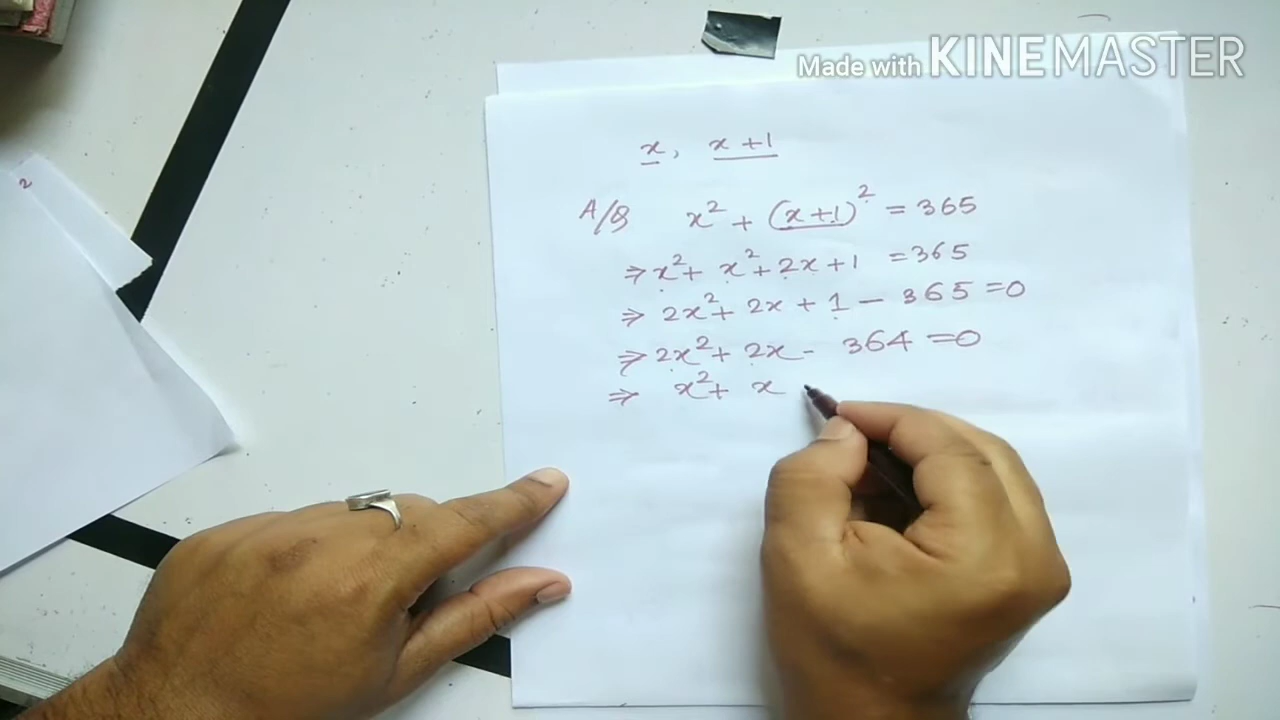 Made with KINEMASTER
2
x, x+1
A/Q x² + (x+1)² = 365
⇒ x² + x² + 2x + 1 = 365
⇒ 2x² + 2x + 1 - 365 = 0
⇒ 2x² + 2x - 364 = 0
⇒ x² + x